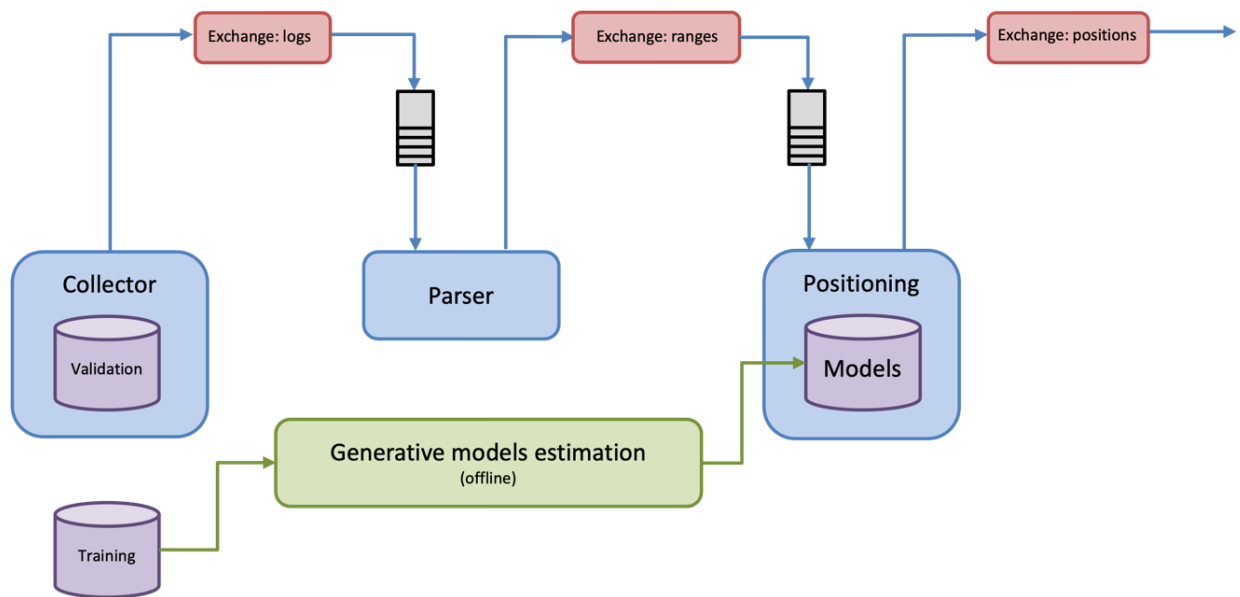 Exchange: logs
Exchange: ranges
Exchange: positions
Collector
Validation
Parser
Positioning
Models
Generative models estimation
(offline)
Training